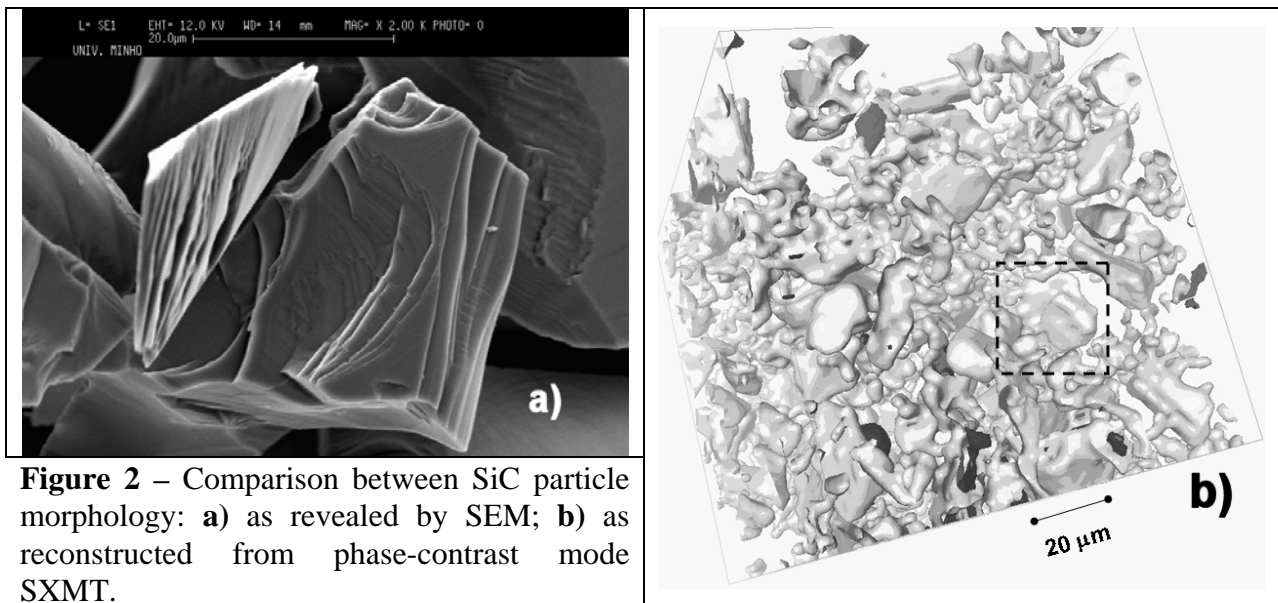 L= SE1 EHT= 12.0 KV WD= 14 mm MAG= X 2.00 K PHOTO= 0
20.0µm
UNIV. MINHO
a)
Figure 2 – Comparison between SiC particle
morphology: a) as revealed by SEM; b) as
reconstructed from phase-contrast mode
SXMT.
b)
20 µm